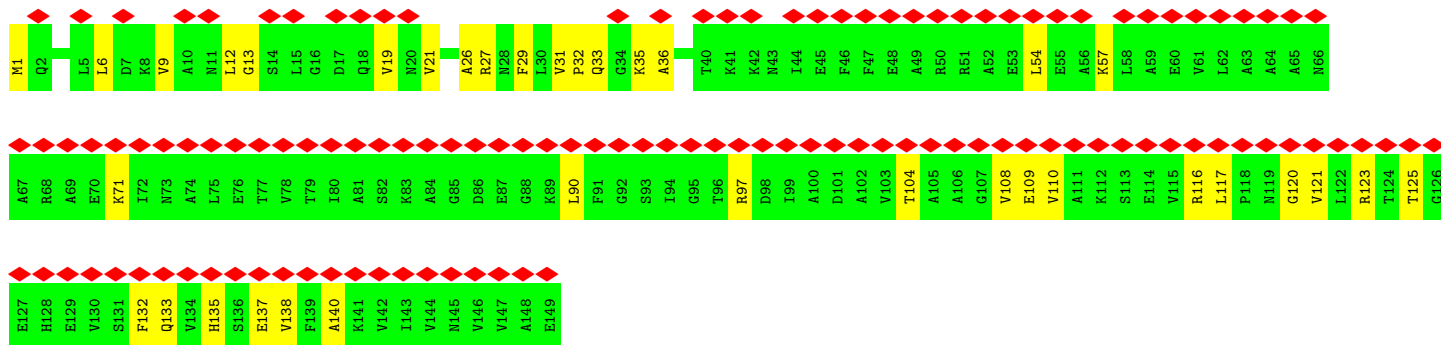 M1 Q2 L5 L6 D7 K8 V9 A10 N11 L12 G13 S14 L15 G16 D17 Q18 V19 N20 V21 A26 R27 N28 F29 L30 V31 P32 Q33 G34 K35 A36 T40 K41 K42 N43 I44 E45 F46 F47 E48 A49 R50 R51 A52 E53 L54 E55 A56 K57 L58 A59 E60 V61 L62 A63 A64 A65 N66
A67 R68 A69 E70 K71 I72 N73 A74 L75 E76 T77 V78 T79 I80 A81 S82 K83 A84 G85 D86 E87 G88 K89 L90 F91 G92 S93 I94 G95 T96 R97 D98 I99 A100 D101 A102 V103 T104 A105 A106 G107 V108 E109 V110 A111 K112 S113 E114 V115 R116 L117 P118 N119 G120 V121 L122 R123 T124 T125 G126
E127 H128 E129 V130 S131 F132 Q133 V134 H135 S136 E137 V138 F139 A140 K141 V142 I143 V144 N145 V146 V147 A148 E149